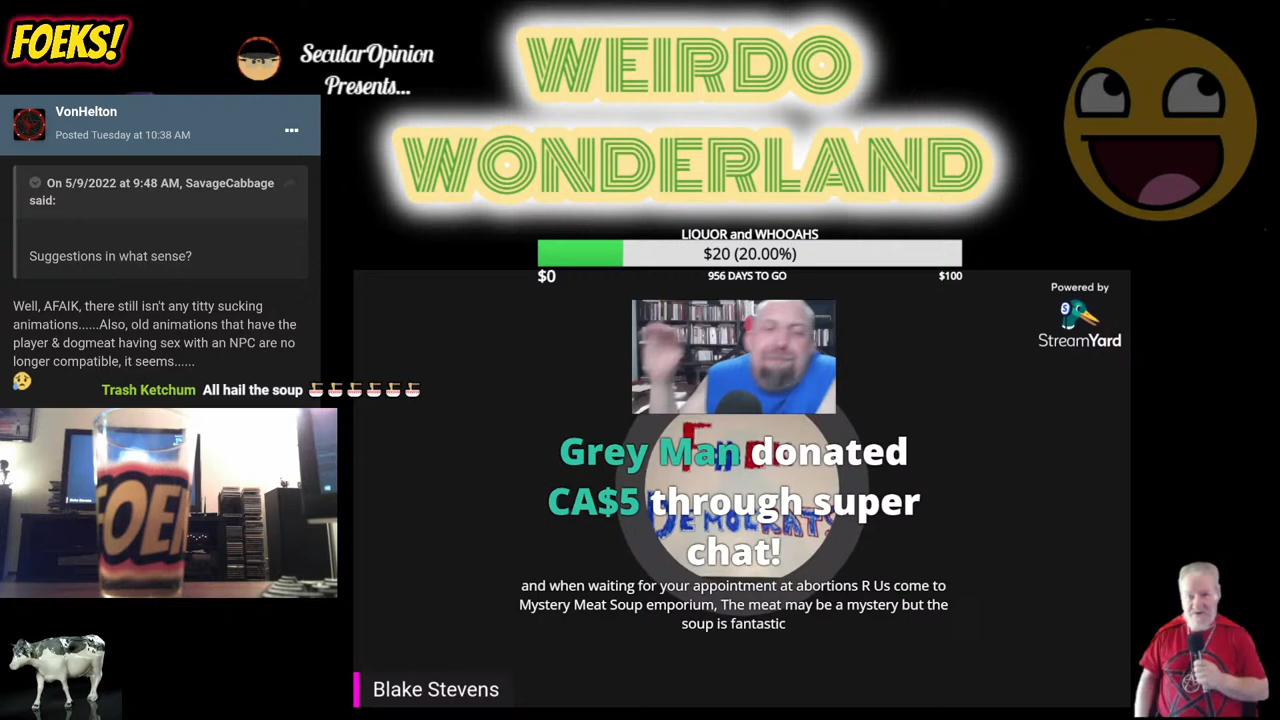 FOEKS!
SecularOpinion
Presents...
WEIRDO
WONDERLAND
VonHelton
Posted Tuesday at 10:38 AM
On 5/9/2022 at 9:48 AM, SavageCabbage
said:
Suggestions in what sense?
Well, AFAIK, there still isn't any titty sucking
animations......Also, old animations that have the
player & dogmeat having sex with an NPC are no
longer compatible, it seems......
Trash Ketchum All hail the soup
FOEK
LIQUOR and WHOOAHS
$20 (20.00%)
$0
956 DAYS TO GO
$100
Powered by
StreamYard
Grey Man donated
CA$5 through super
chat!
DEMOCRATS
and when waiting for your appointment at abortions R Us come to
Mystery Meat Soup emporium, The meat may be a mystery but the
soup is fantastic
Blake Stevens